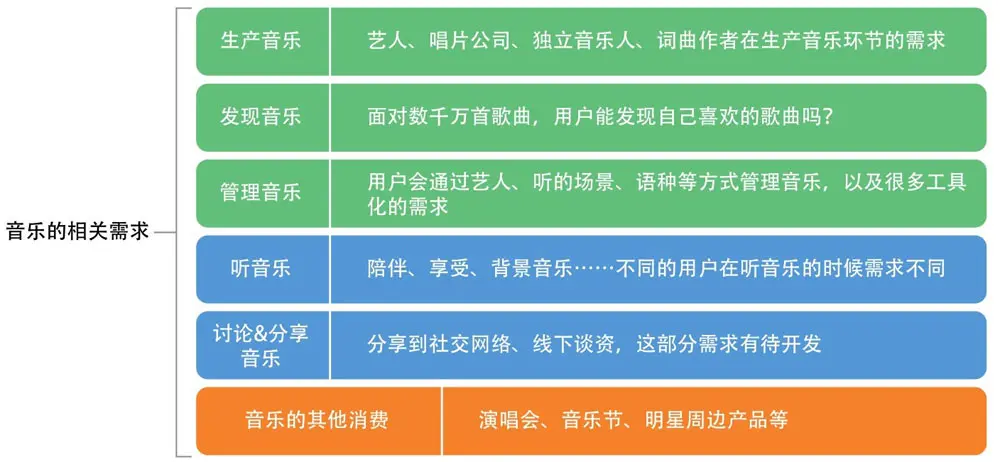 音乐的相关需求
生产音乐
艺人、唱片公司、独立音乐人、词曲作者在生产音乐环节的需求
发现音乐
面对数千万首歌曲，用户能发现自己喜欢的歌曲吗？
管理音乐
用户会通过艺人、听的场景、语种等方式管理音乐，以及很多工具
化的需求
听音乐
陪伴、享受、背景音乐……不同的用户在听音乐的时候需求不同
讨论&分享
音乐
分享到社交网络、线下谈资，这部分需求有待开发
音乐的其他消费
演唱会、音乐节、明星周边产品等